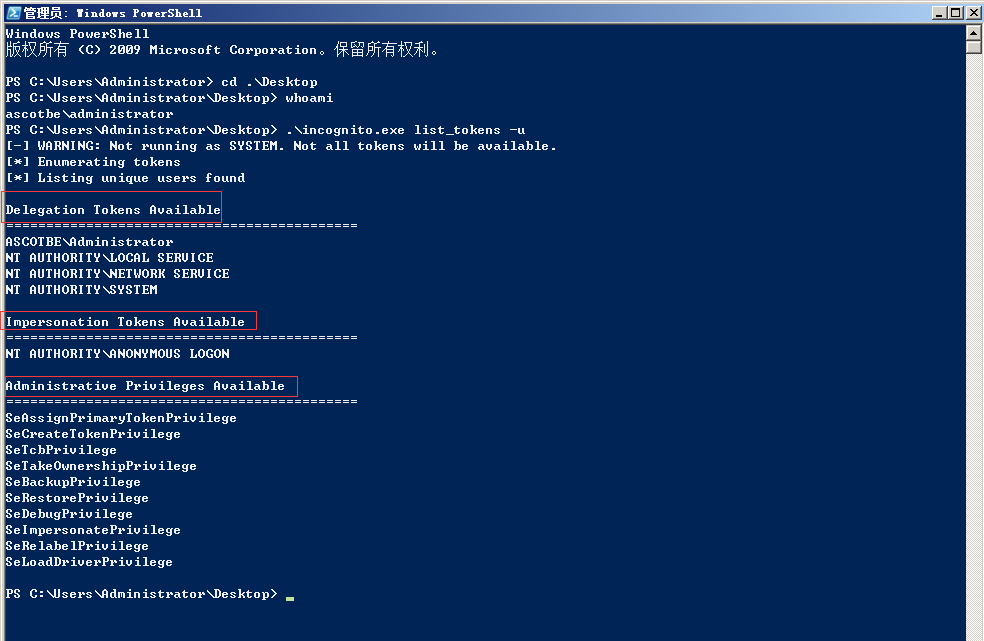 管理员: Windows PowerShell
Windows PowerShell
版权所有 (C) 2009 Microsoft Corporation。保留所有权利。
PS C:\Users\Administrator> cd .\Desktop
PS C:\Users\Administrator\Desktop> whoami
ascotbe\administrator
PS C:\Users\Administrator\Desktop> .\incognito.exe list_tokens -u
[-] WARNING: Not running as SYSTEM. Not all tokens will be available.
[*] Enumerating tokens
[*] Listing unique users found
Delegation Tokens Available
============================================
ASCOTBE\Administrator
NT AUTHORITY\LOCAL SERVICE
NT AUTHORITY\NETWORK SERVICE
NT AUTHORITY\SYSTEM
Impersonation Tokens Available
============================================
NT AUTHORITY\ANONYMOUS LOGON
Administrative Privileges Available
============================================
SeAssignPrimaryTokenPrivilege
SeCreateTokenPrivilege
SeTcbPrivilege
SeTakeOwnershipPrivilege
SeBackupPrivilege
SeRestorePrivilege
SeDebugPrivilege
SeImpersonatePrivilege
SeRelabelPrivilege
SeLoadDriverPrivilege
PS C:\Users\Administrator\Desktop>